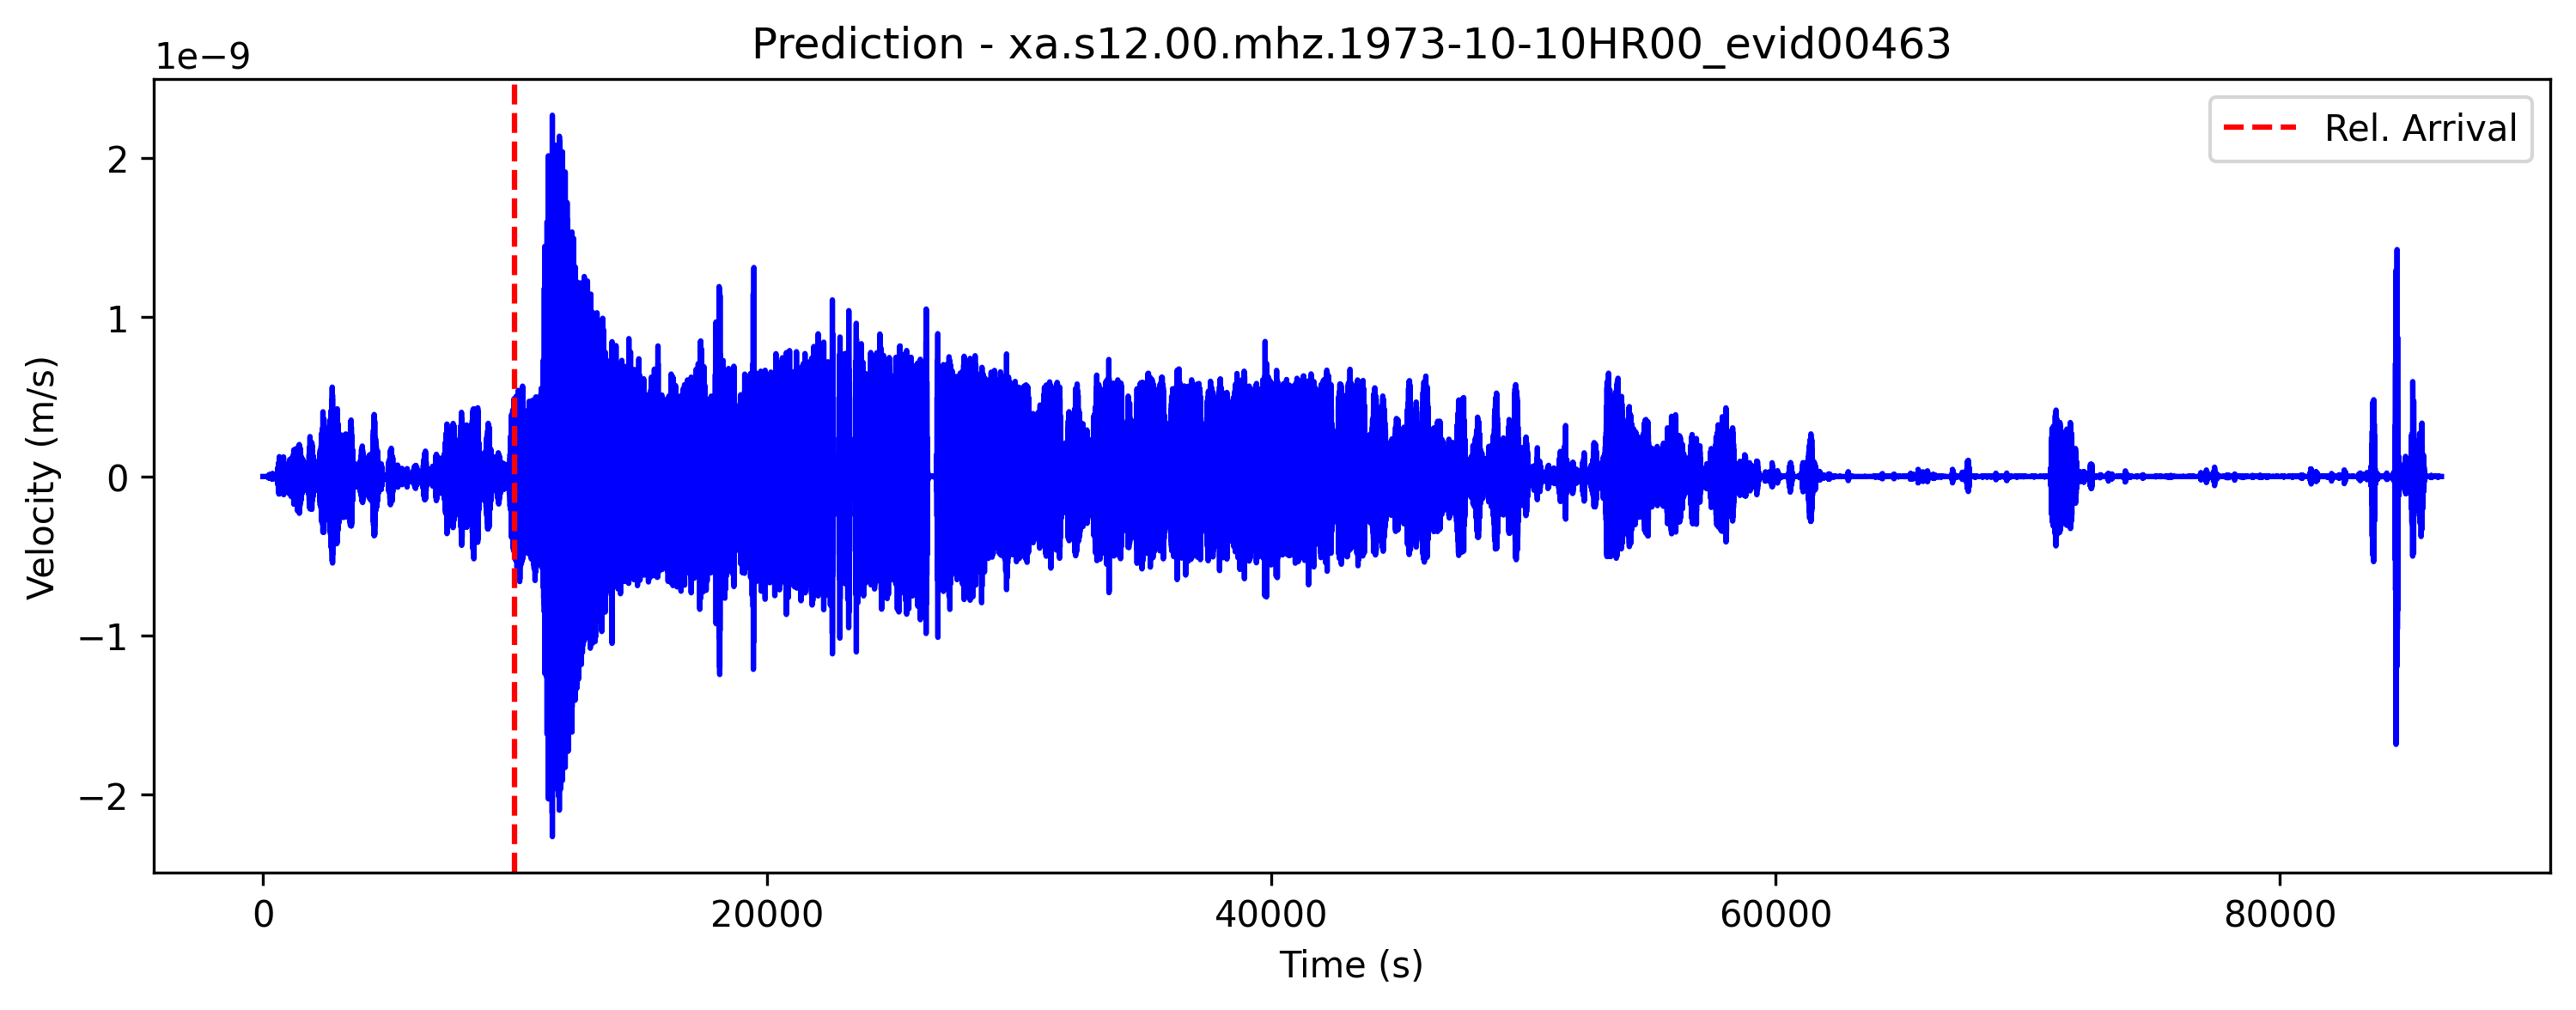 Prediction - xa.s12.00.mhz.1973-10-10HR00_evid00463
1e−9
Rel. Arrival
2
1
0
−1
−2
Velocity (m/s)
0 20000 40000 60000 80000
Time (s)